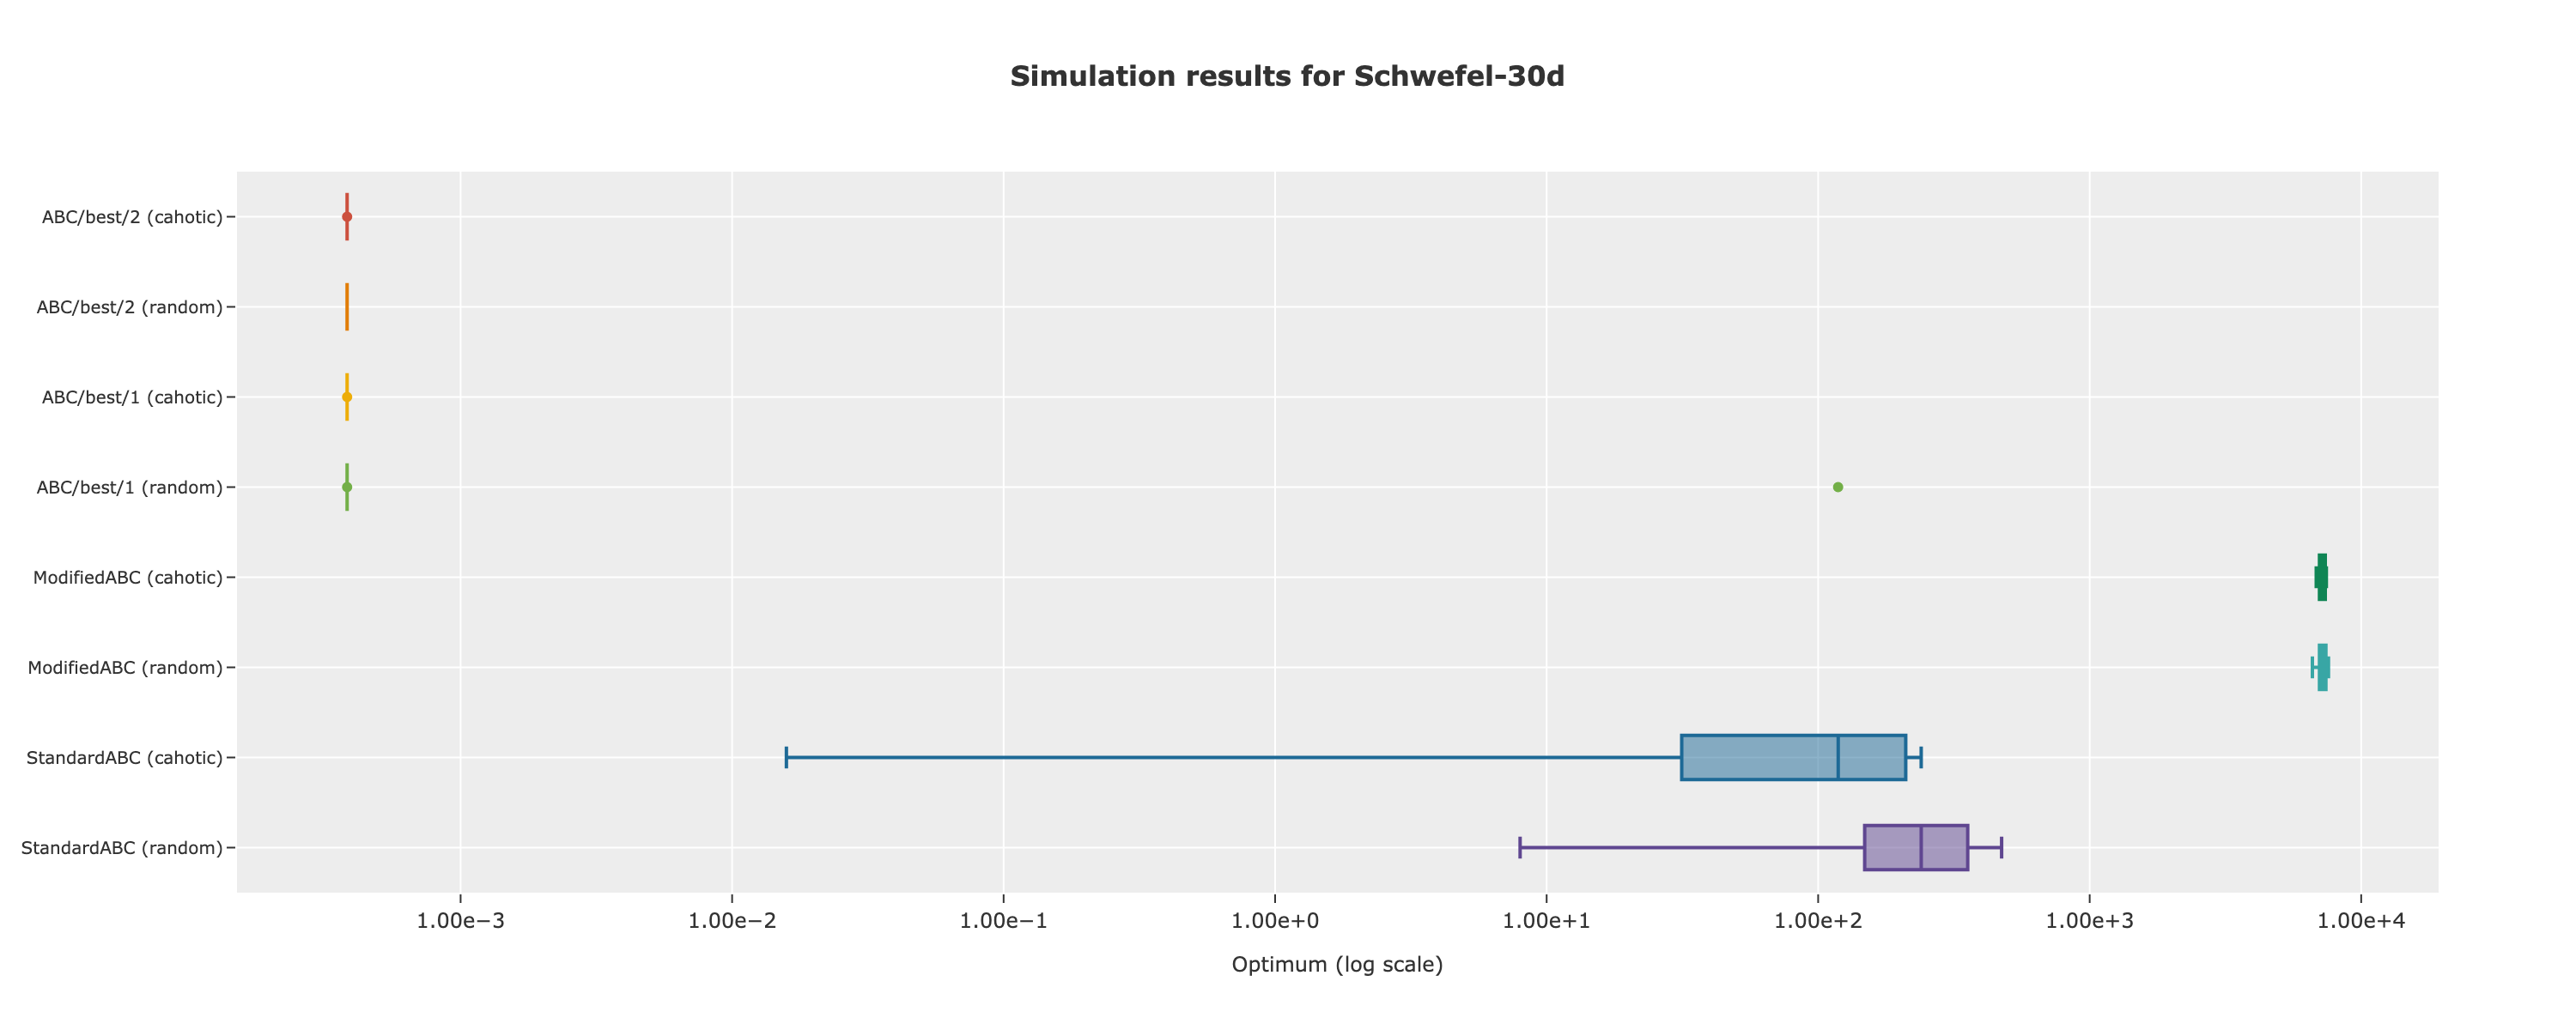 Simulation results for Schwefel-30d
ABC/best/2 (cahotic)
ABC/best/2 (random)
ABC/best/1 (cahotic)
ABC/best/1 (random)
ModifiedABC (cahotic)
ModifiedABC (random)
StandardABC (cahotic)
StandardABC (random)
1.00e−3 1.00e−2 1.00e−1 1.00e+0 1.00e+1 1.00e+2 1.00e+3 1.00e+4
Optimum (log scale)